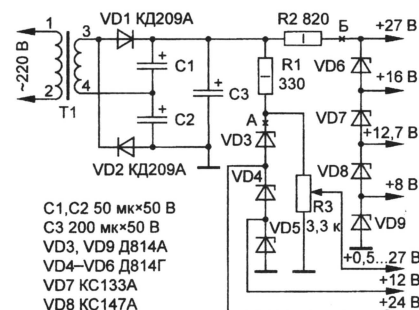 VD1 КД209А
R2 820
Б
+27 В
1
3
VD6
+16 В
~220 В
C1
R1
330
C3
2
T1
4
C2
А
VD3
VD7
+12,7 В
VD4
VD8
+8 В
VD2 КД209А
R3
3,3 к
VD5
VD9
C1,C2 50 мк×50 В
C3 200 мк×50 В
VD3, VD9 Д814А
VD4–VD6 Д814Г
VD7 КС133А
VD8 КС147А
+0,5...27 В
+12 В
+24 В